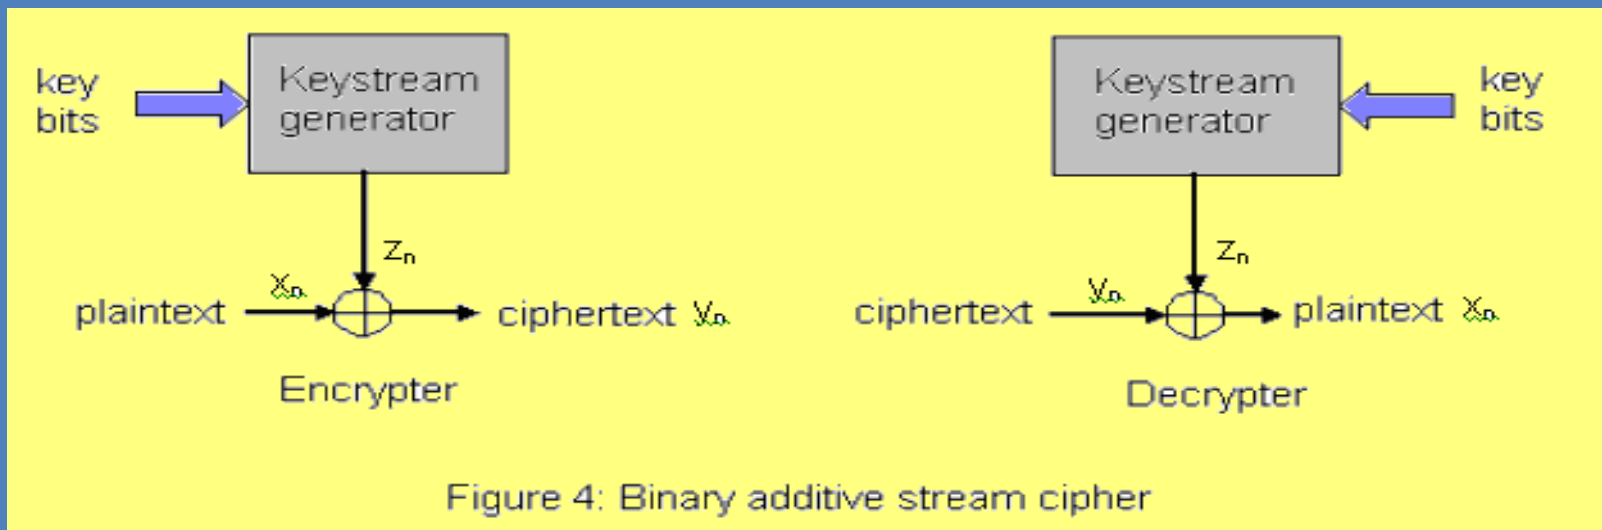 key
bits
Keystream
generator
zₙ
xₙ
plaintext
ciphertext yₙ
Encrypter
Keystream
generator
key
bits
zₙ
yₙ
ciphertext
plaintext xₙ
Decrypter
Figure 4: Binary additive stream cipher